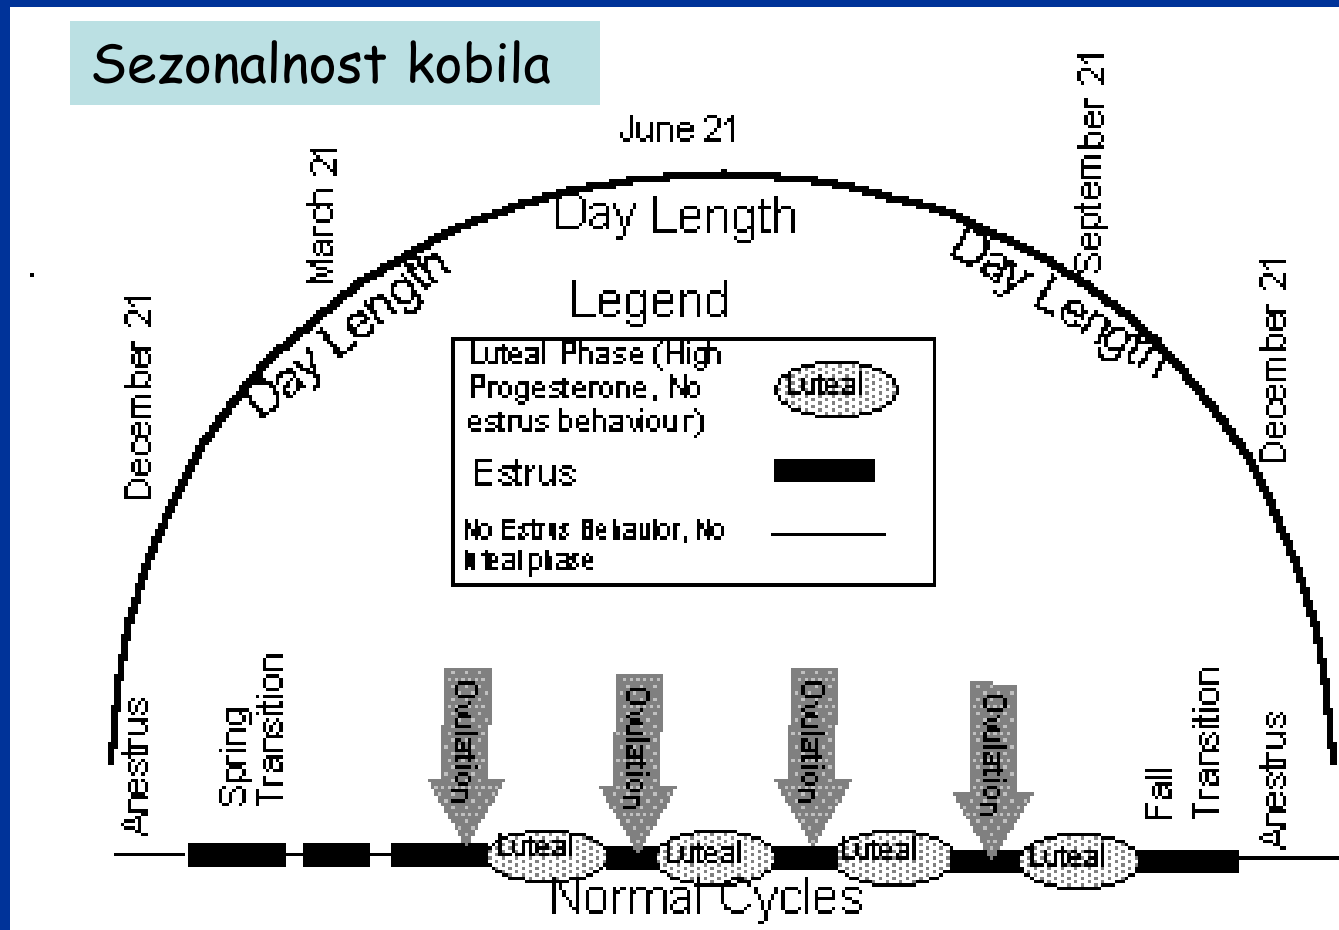 Sezonalnost kobila
December 21
March 21
June 21
September 21
December 21
Day Length
Day Length
Day Length
Legend
Luteal Phase (High
Progesterone, No
estrus behaviour)
Luteal
Estrus
No Estrus Behavior, No
luteal phase
Anestrus
Spring
Transition
Ovulation
Ovulation
Ovulation
Ovulation
Fall
Transition
Anestrus
Luteal
Luteal
Luteal
Luteal
Normal Cycles